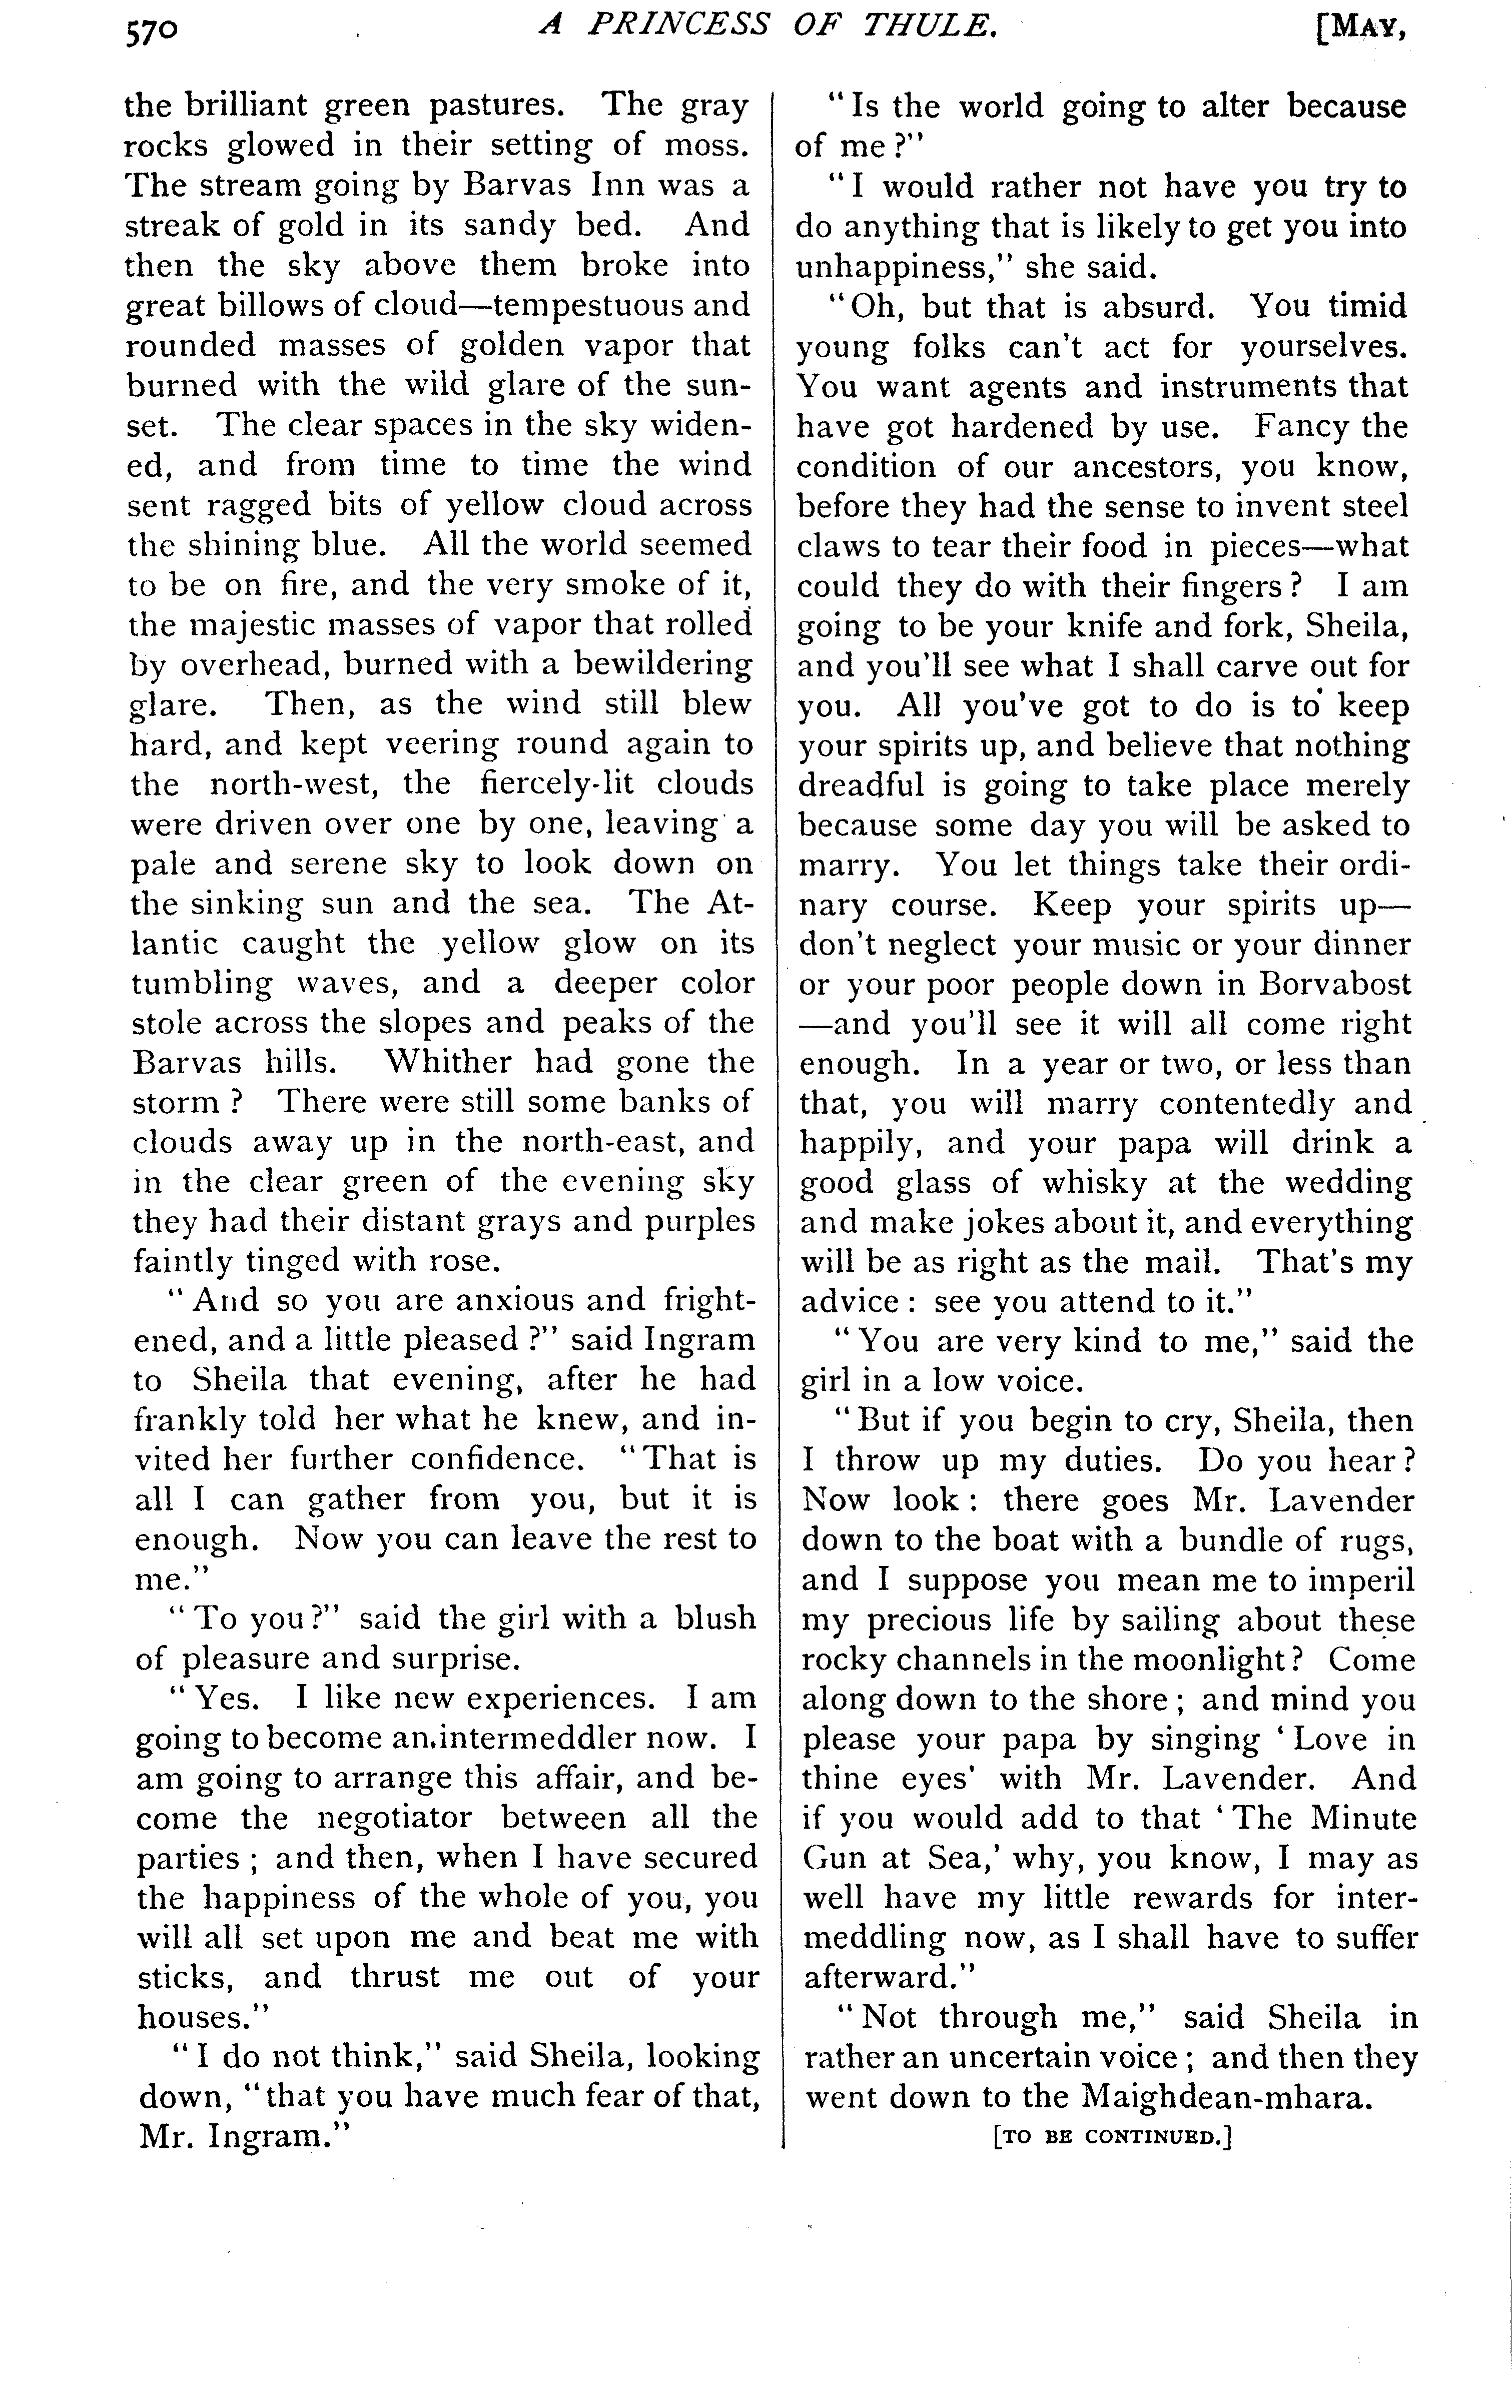 570
A PRINCESS OF THULE.
[MAY,
the brilliant green pastures. The gray
rocks glowed in their setting of moss.
The stream going by Barvas Inn was a
streak of gold in its sandy bed. And
then the sky above them broke into
great billows of cloud—tempestuous and
rounded masses of golden vapor that
burned with the wild glare of the sun-
set. The clear spaces in the sky widen-
ed, and from time to time the wind
sent ragged bits of yellow cloud across
the shining blue. All the world seemed
to be on fire, and the very smoke of it,
the majestic masses of vapor that rolled
by overhead, burned with a bewildering
glare. Then, as the wind still blew
hard, and kept veering round again to
the north-west, the fiercely-lit clouds
were driven over one by one, leaving a
pale and serene sky to look down on
the sinking sun and the sea. The At-
lantic caught the yellow glow on its
tumbling waves, and a deeper color
stole across the slopes and peaks of the
Barvas hills. Whither had gone the
storm ? There were still some banks of
clouds away up in the north-east, and
in the clear green of the evening sky
they had their distant grays and purples
faintly tinged with rose.
"And so you are anxious and fright-
ened, and a little pleased ?" said Ingram
to Sheila that evening, after he had
frankly told her what he knew, and in-
vited her further confidence. "That is
all I can gather from you, but it is
enough. Now you can leave the rest to
me."
"To you ?" said the girl with a blush
of pleasure and surprise.
"Yes. I like new experiences. I am
going to become an intermeddler now. I
am going to arrange this affair, and be-
come the negotiator between all the
parties ; and then, when I have secured
the happiness of the whole of you, you
will all set upon me and beat me with
sticks, and thrust me out of your
houses."
"I do not think," said Sheila, looking
down, "that you have much fear of that,
Mr. Ingram."
"Is the world going to alter because
of me ?"
"I would rather not have you try to
do anything that is likely to get you into
unhappiness," she said.
"Oh, but that is absurd. You timid
young folks can't act for yourselves.
You want agents and instruments that
have got hardened by use. Fancy the
condition of our ancestors, you know,
before they had the sense to invent steel
claws to tear their food in pieces—what
could they do with their fingers ? I am
going to be your knife and fork, Sheila,
and you'll see what I shall carve out for
you. All you've got to do is to keep
your spirits up, and believe that nothing
dreadful is going to take place merely
because some day you will be asked to
marry. You let things take their ordi-
nary course. Keep your spirits up—
don't neglect your music or your dinner
or your poor people down in Borvabost
—and you'll see it will all come right
enough. In a year or two, or less than
that, you will marry contentedly and
happily, and your papa will drink a
good glass of whisky at the wedding
and make jokes about it, and everything
will be as right as the mail. That's my
advice : see you attend to it."
"You are very kind to me," said the
girl in a low voice.
"But if you begin to cry, Sheila, then
I throw up my duties. Do you hear ?
Now look : there goes Mr. Lavender
down to the boat with a bundle of rugs,
and I suppose you mean me to imperil
my precious life by sailing about these
rocky channels in the moonlight ? Come
along down to the shore ; and mind you
please your papa by singing 'Love in
thine eyes' with Mr. Lavender. And
if you would add to that 'The Minute
Gun at Sea,' why, you know, I may as
well have my little rewards for inter-
meddling now, as I shall have to suffer
afterward."
"Not through me," said Sheila in
rather an uncertain voice ; and then they
went down to the Maighdean-mhara.
[TO BE CONTINUED.]